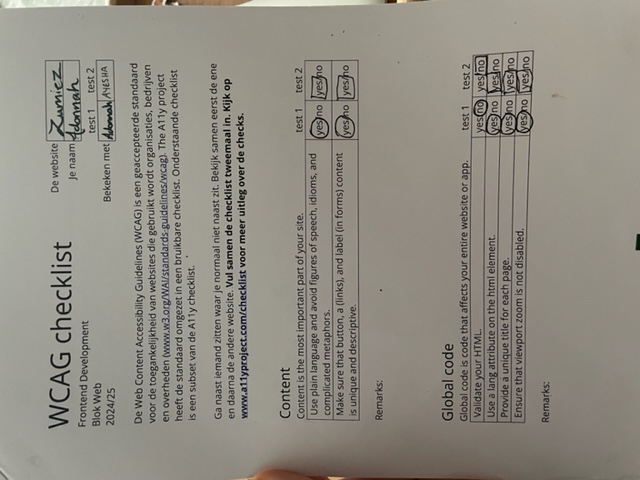 WCAG checklist
Frontend Development
Blok Web
2024/25
De website Zumiez
Je naam Adonnah
test 1 test 2
Bekeken met Adonnah AYESHA
De Web Content Accessibility Guidelines (WCAG) is een geaccepteerde standaard
voor de toegankelijkheid van websites die gebruikt wordt organisaties, bedrijven
en overheden (www.w3.org/WAI/standards-guidelines/wcag). The A11y project
heeft de standaard omgezet in een bruikbare checklist. Onderstaande checklist
is een subset van de A11y checklist.
Ga naast iemand zitten waar je normaal niet naast zit. Bekijk samen eerst de ene
en daarna de andere website. Vul samen de checklist tweemaal in. Kijk op
www.a11yproject.com/checklist voor meer uitleg over de checks.
Content
Content is the most important part of your site. test 1 test 2
Use plain language and avoid figures of speech, idioms, and
complicated metaphors. yes/no yes/no
Make sure that button, a (links), and label (in forms) content
is unique and descriptive. yes/no yes/no
Remarks:
Global code
Global code is code that affects your entire website or app. test 1 test 2
Validate your HTML. yes/no yes/no
Use a lang attribute on the html element. yes/no yes/no
Provide a unique title for each page. yes/no yes/no
Ensure that viewport zoom is not disabled. yes/no yes/no
Remarks: